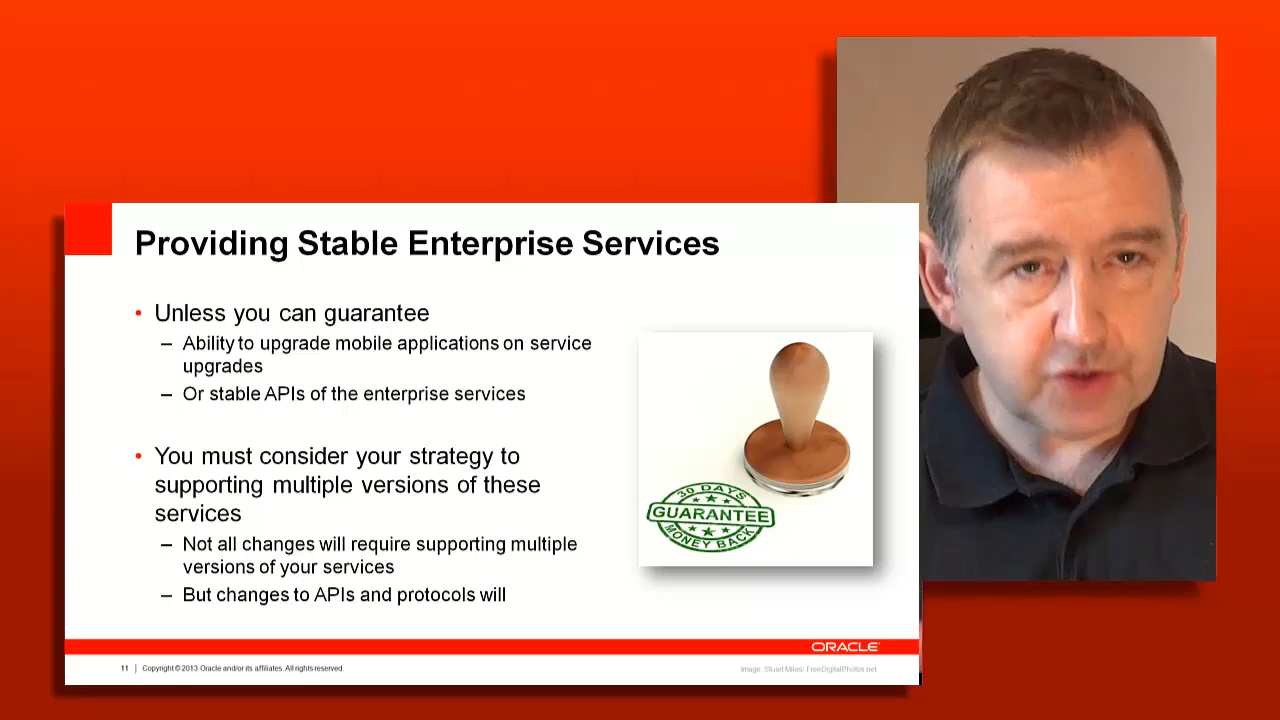 Providing Stable Enterprise Services
• Unless you can guarantee
– Ability to upgrade mobile applications on service
upgrades
– Or stable APIs of the enterprise services
• You must consider your strategy to
supporting multiple versions of these
services
– Not all changes will require supporting multiple
versions of your services
– But changes to APIs and protocols will
30 DAYS
GUARANTEE
MONEY BACK
ORACLE
11 | Copyright © 2013 Oracle and/or its affiliates. All rights reserved.
Image: Stuart Miles/ FreeDigitalPhotos.net